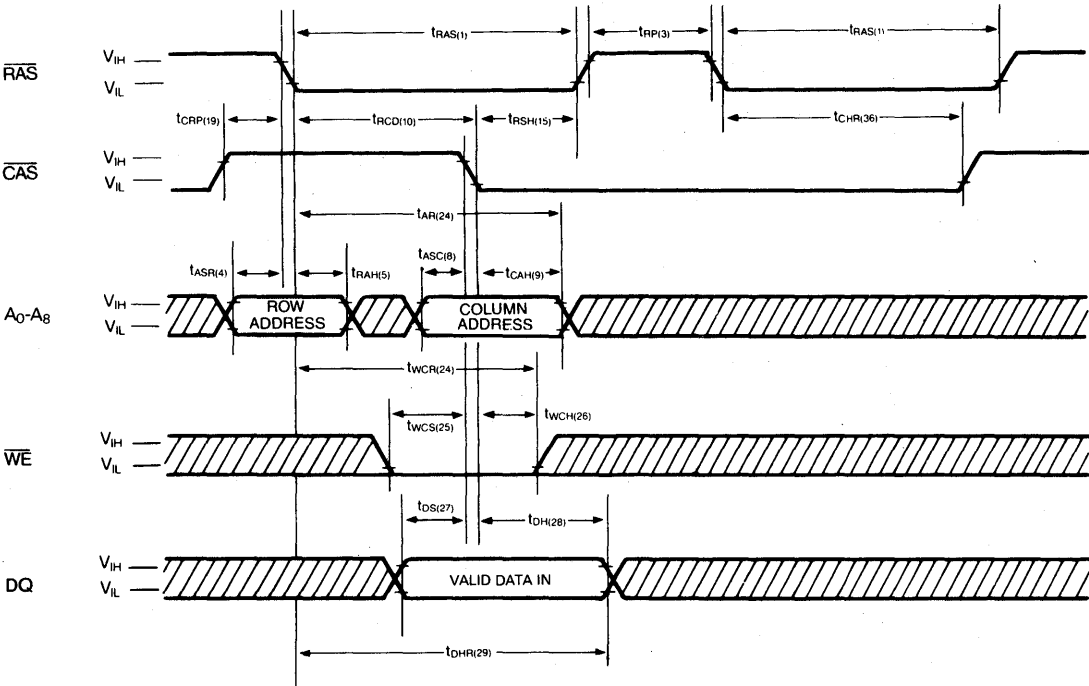 tRAS(1) tRP(3) tRAS(1)
RAS VIH
VIL
tCRP(19) tRCD(10) tRSH(15) tCHR(36)
CAS VIH
VIL
tAR(24)
tASR(4) tRAH(5) tASC(8) tCAH(9)
A0-A8 VIH
VIL
ROW
ADDRESS
COLUMN
ADDRESS
tWCR(24)
tWCS(25) tWCH(26)
WE VIH
VIL
tDS(27) tDH(28)
DQ VIH
VIL
VALID DATA IN
tDHR(29)